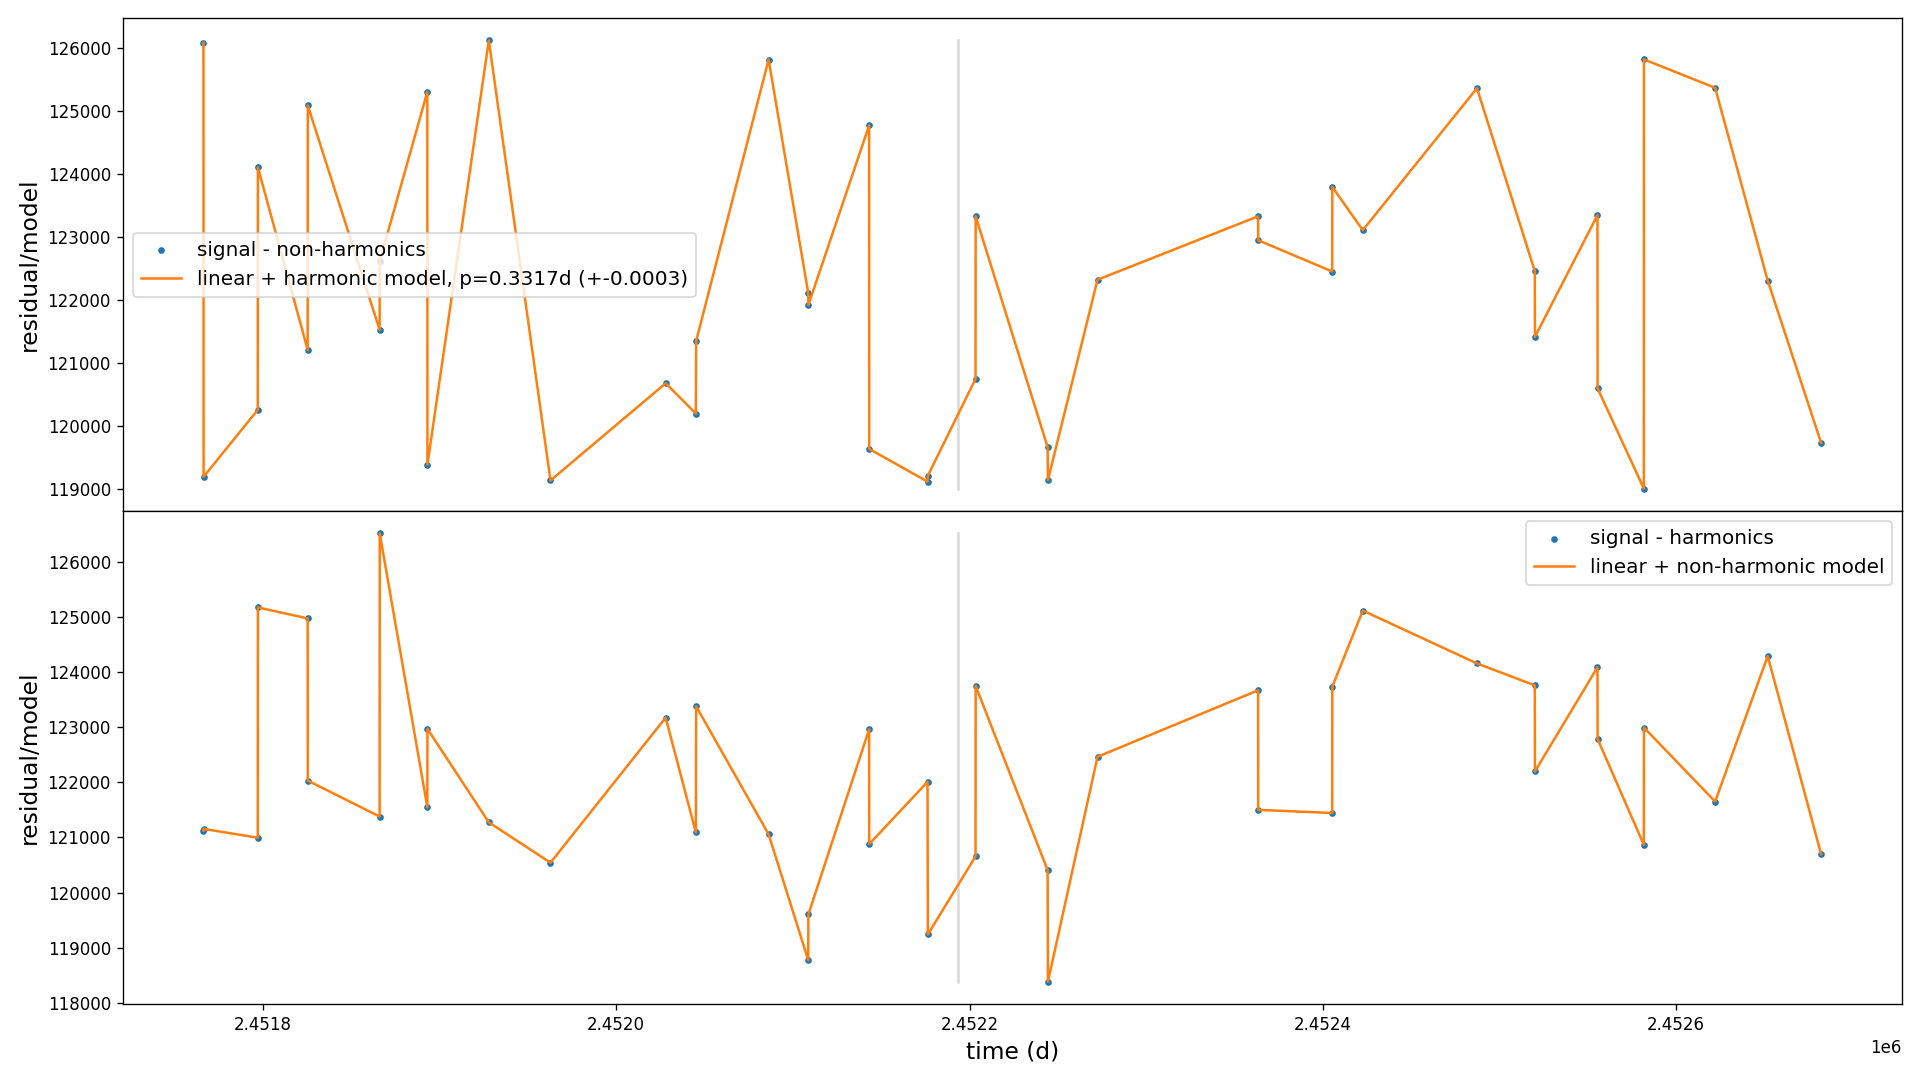 126000
125000
124000
123000
122000
121000
120000
119000
residual/model
signal - non-harmonics
linear + harmonic model, p=0.3317d (+-0.0003)
126000
125000
124000
123000
122000
121000
120000
119000
118000
residual/model
signal - harmonics
linear + non-harmonic model
2.4518
2.4520
2.4522
2.4524
2.4526
time (d)
1e6